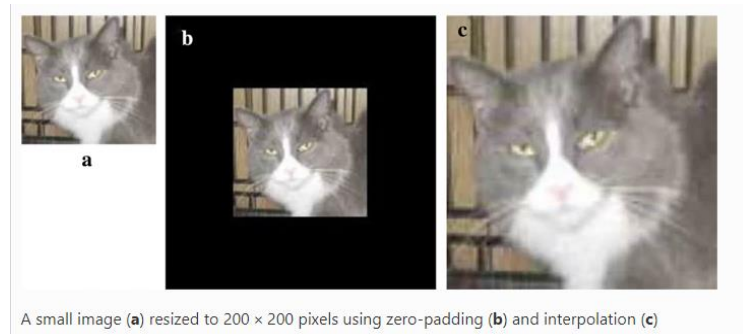 b
c
a
A small image (a) resized to 200 × 200 pixels using zero-padding (b) and interpolation (c)